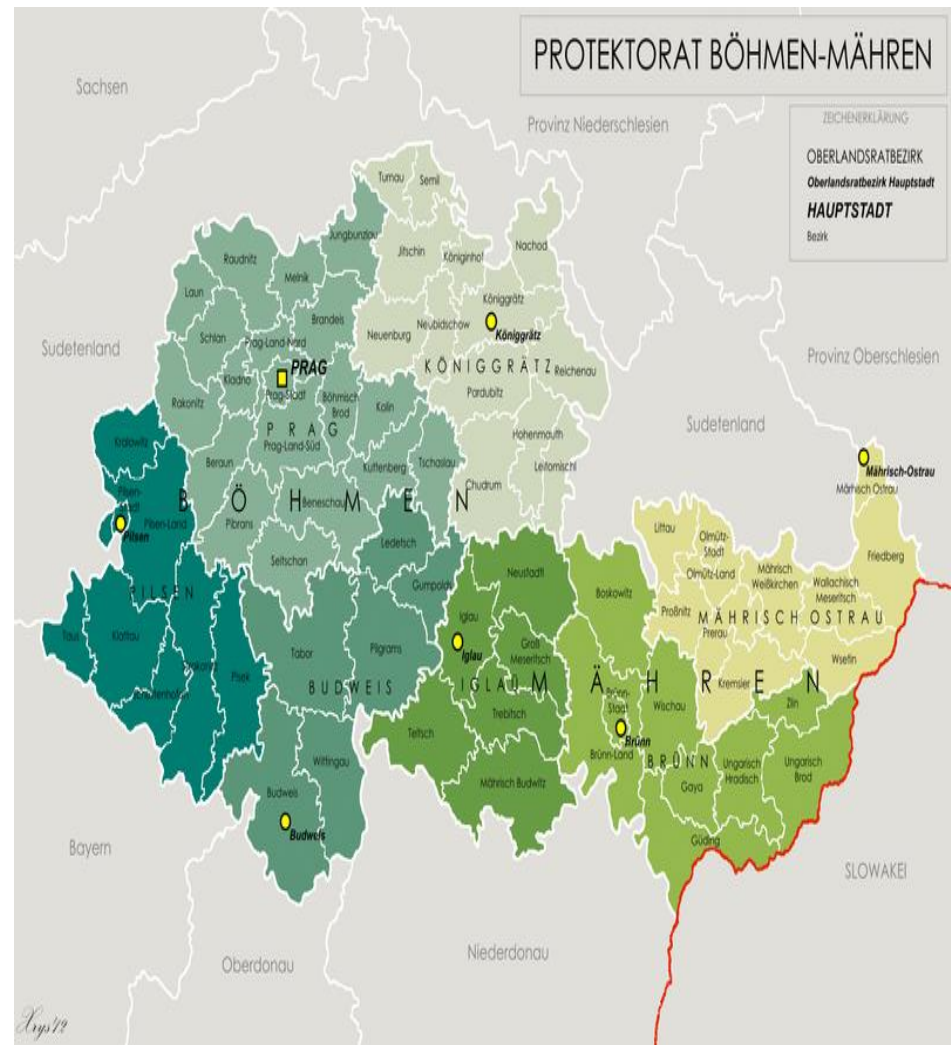 PROTEKTORAT BÖHMEN-MÄHREN
ZEICHENERKLÄRUNG
OBERLANDSRATBEZIRK
Oberlandsratbezirk Hauptstadt
HAUPTSTADT
Bezirk
Sachsen
Provinz Niederschlesien
Turnau
Semil
Jungbunzlau
Jitschin
Königinhof
Nachod
Raudnitz
Melnik
Laun
Königgrätz
Brandeis
Neubidschow
Königgrätz
Schlan
Prag-Land-Nord
Neuenburg
Sudetenland
Provinz Oberschlesien
PRAG
KÖNIGGRÄTZ
Reichenau
Kladno
Prag-Stadt
Böhmisch
Brod
Pardubitz
Rakonitz
Kolin
PRAG
Hohenmauth
Sudetenland
Kralowitz
Prag-Land-Süd
Beraun
Kuttenberg
Tschaslau
Leitomischl
Mährisch-Ostrau
Pilsen-
Stadt
Chudrum
Mährisch Ostrau
BÖHMEN
Beneschau
Pibrans
Pilsen-Land
Pilsen
Littau
Olmütz-
Stadt
Ledetsch
Seltschan
Olmütz-Land
Mährisch
Weißkirchen
Friedberg
Neustadtl
Gumpolds
Wallachisch
Meseritsch
PILSEN
Boskowitz
Iglau
Proßnitz
MÄHRISCH OSTRAU
Taus
Klattau
Prerau
Groß
Meseritsch
Iglau
Tabor
Pilgrams
Wsetin
Strakonitz
Pisek
IGLAU
MÄHREN
Kremsier
BUDWEIS
Brünn-
Stadt
Wischau
Zlin
Trebitsch
Teltsch
Brünn
Brünn-Land
BRÜNN
Ungarisch
Hradisch
Ungarisch
Brod
Wittingau
Mährisch Budwitz
Gaya
Budweis
Budweis
Güding
Bayern
SLOWAKEI
Oberdonau
Niederdonau
Xrys'12